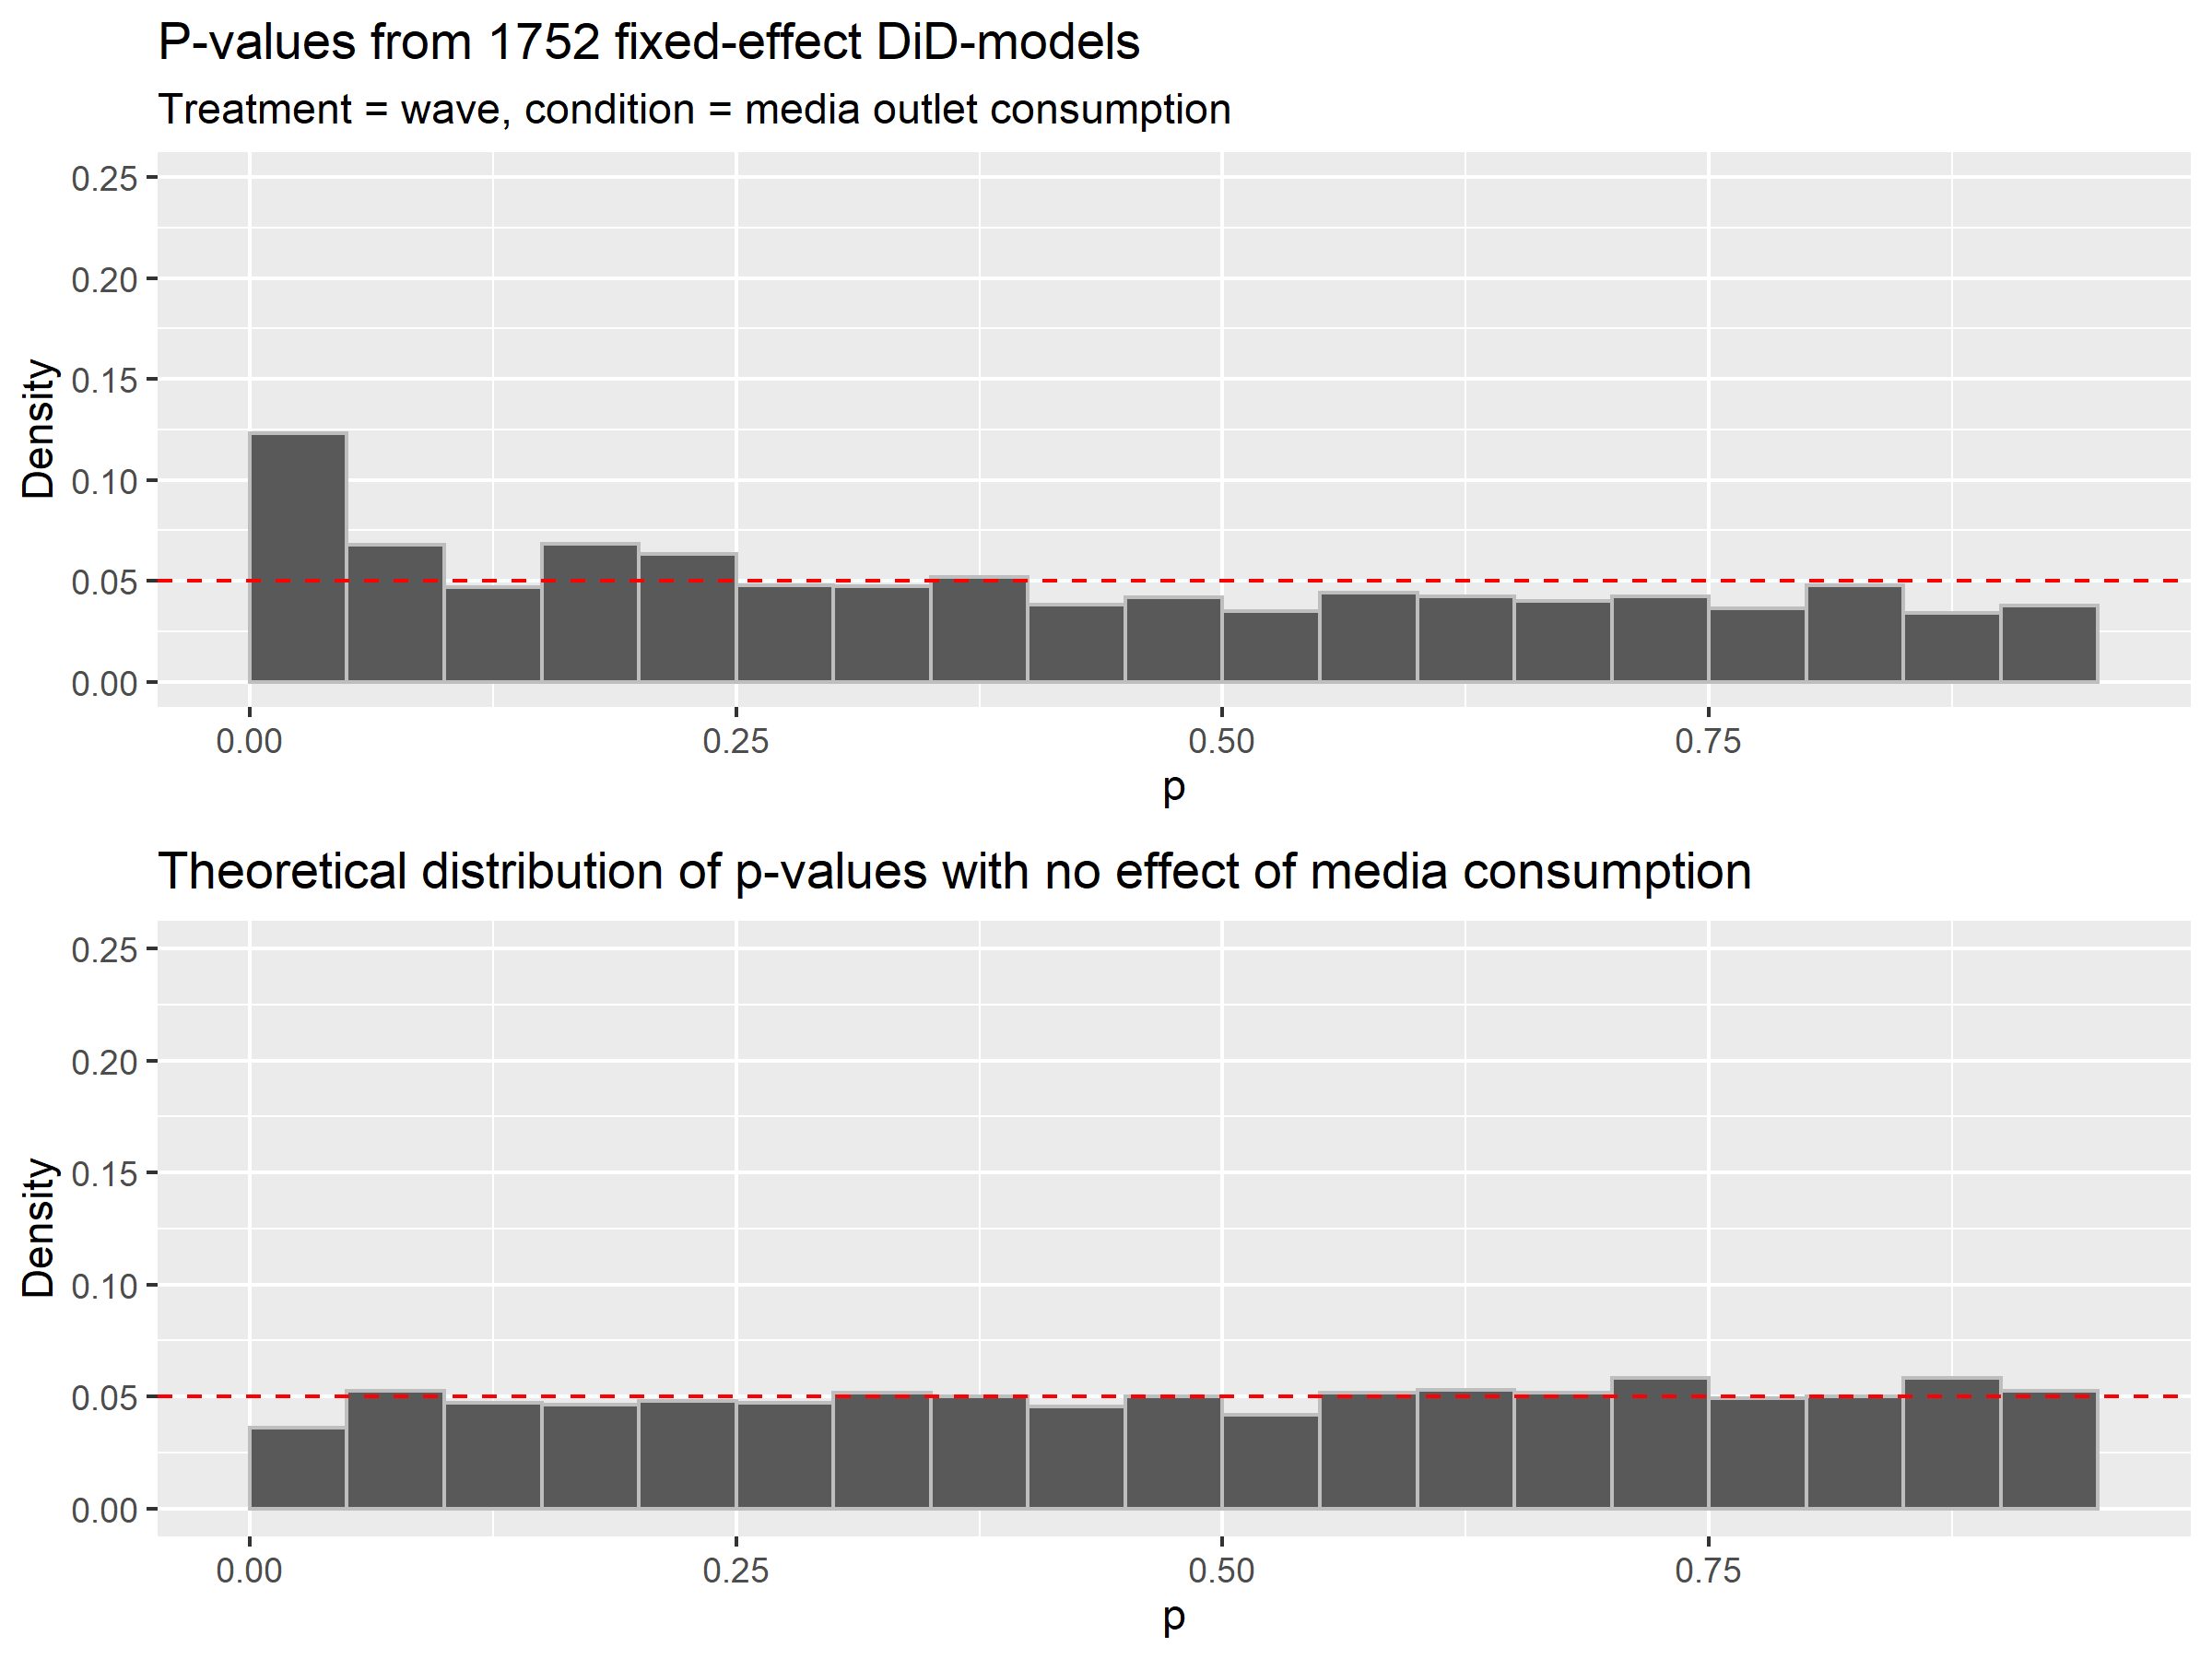 P-values from 1752 fixed-effect DiD-models
Treatment = wave, condition = media outlet consumption
0.25
0.20
0.15
0.10
0.05
0.00
Density
0.00 0.25 0.50 0.75
p
Theoretical distribution of p-values with no effect of media consumption
0.25
0.20
0.15
0.10
0.05
0.00
Density
0.00 0.25 0.50 0.75
p